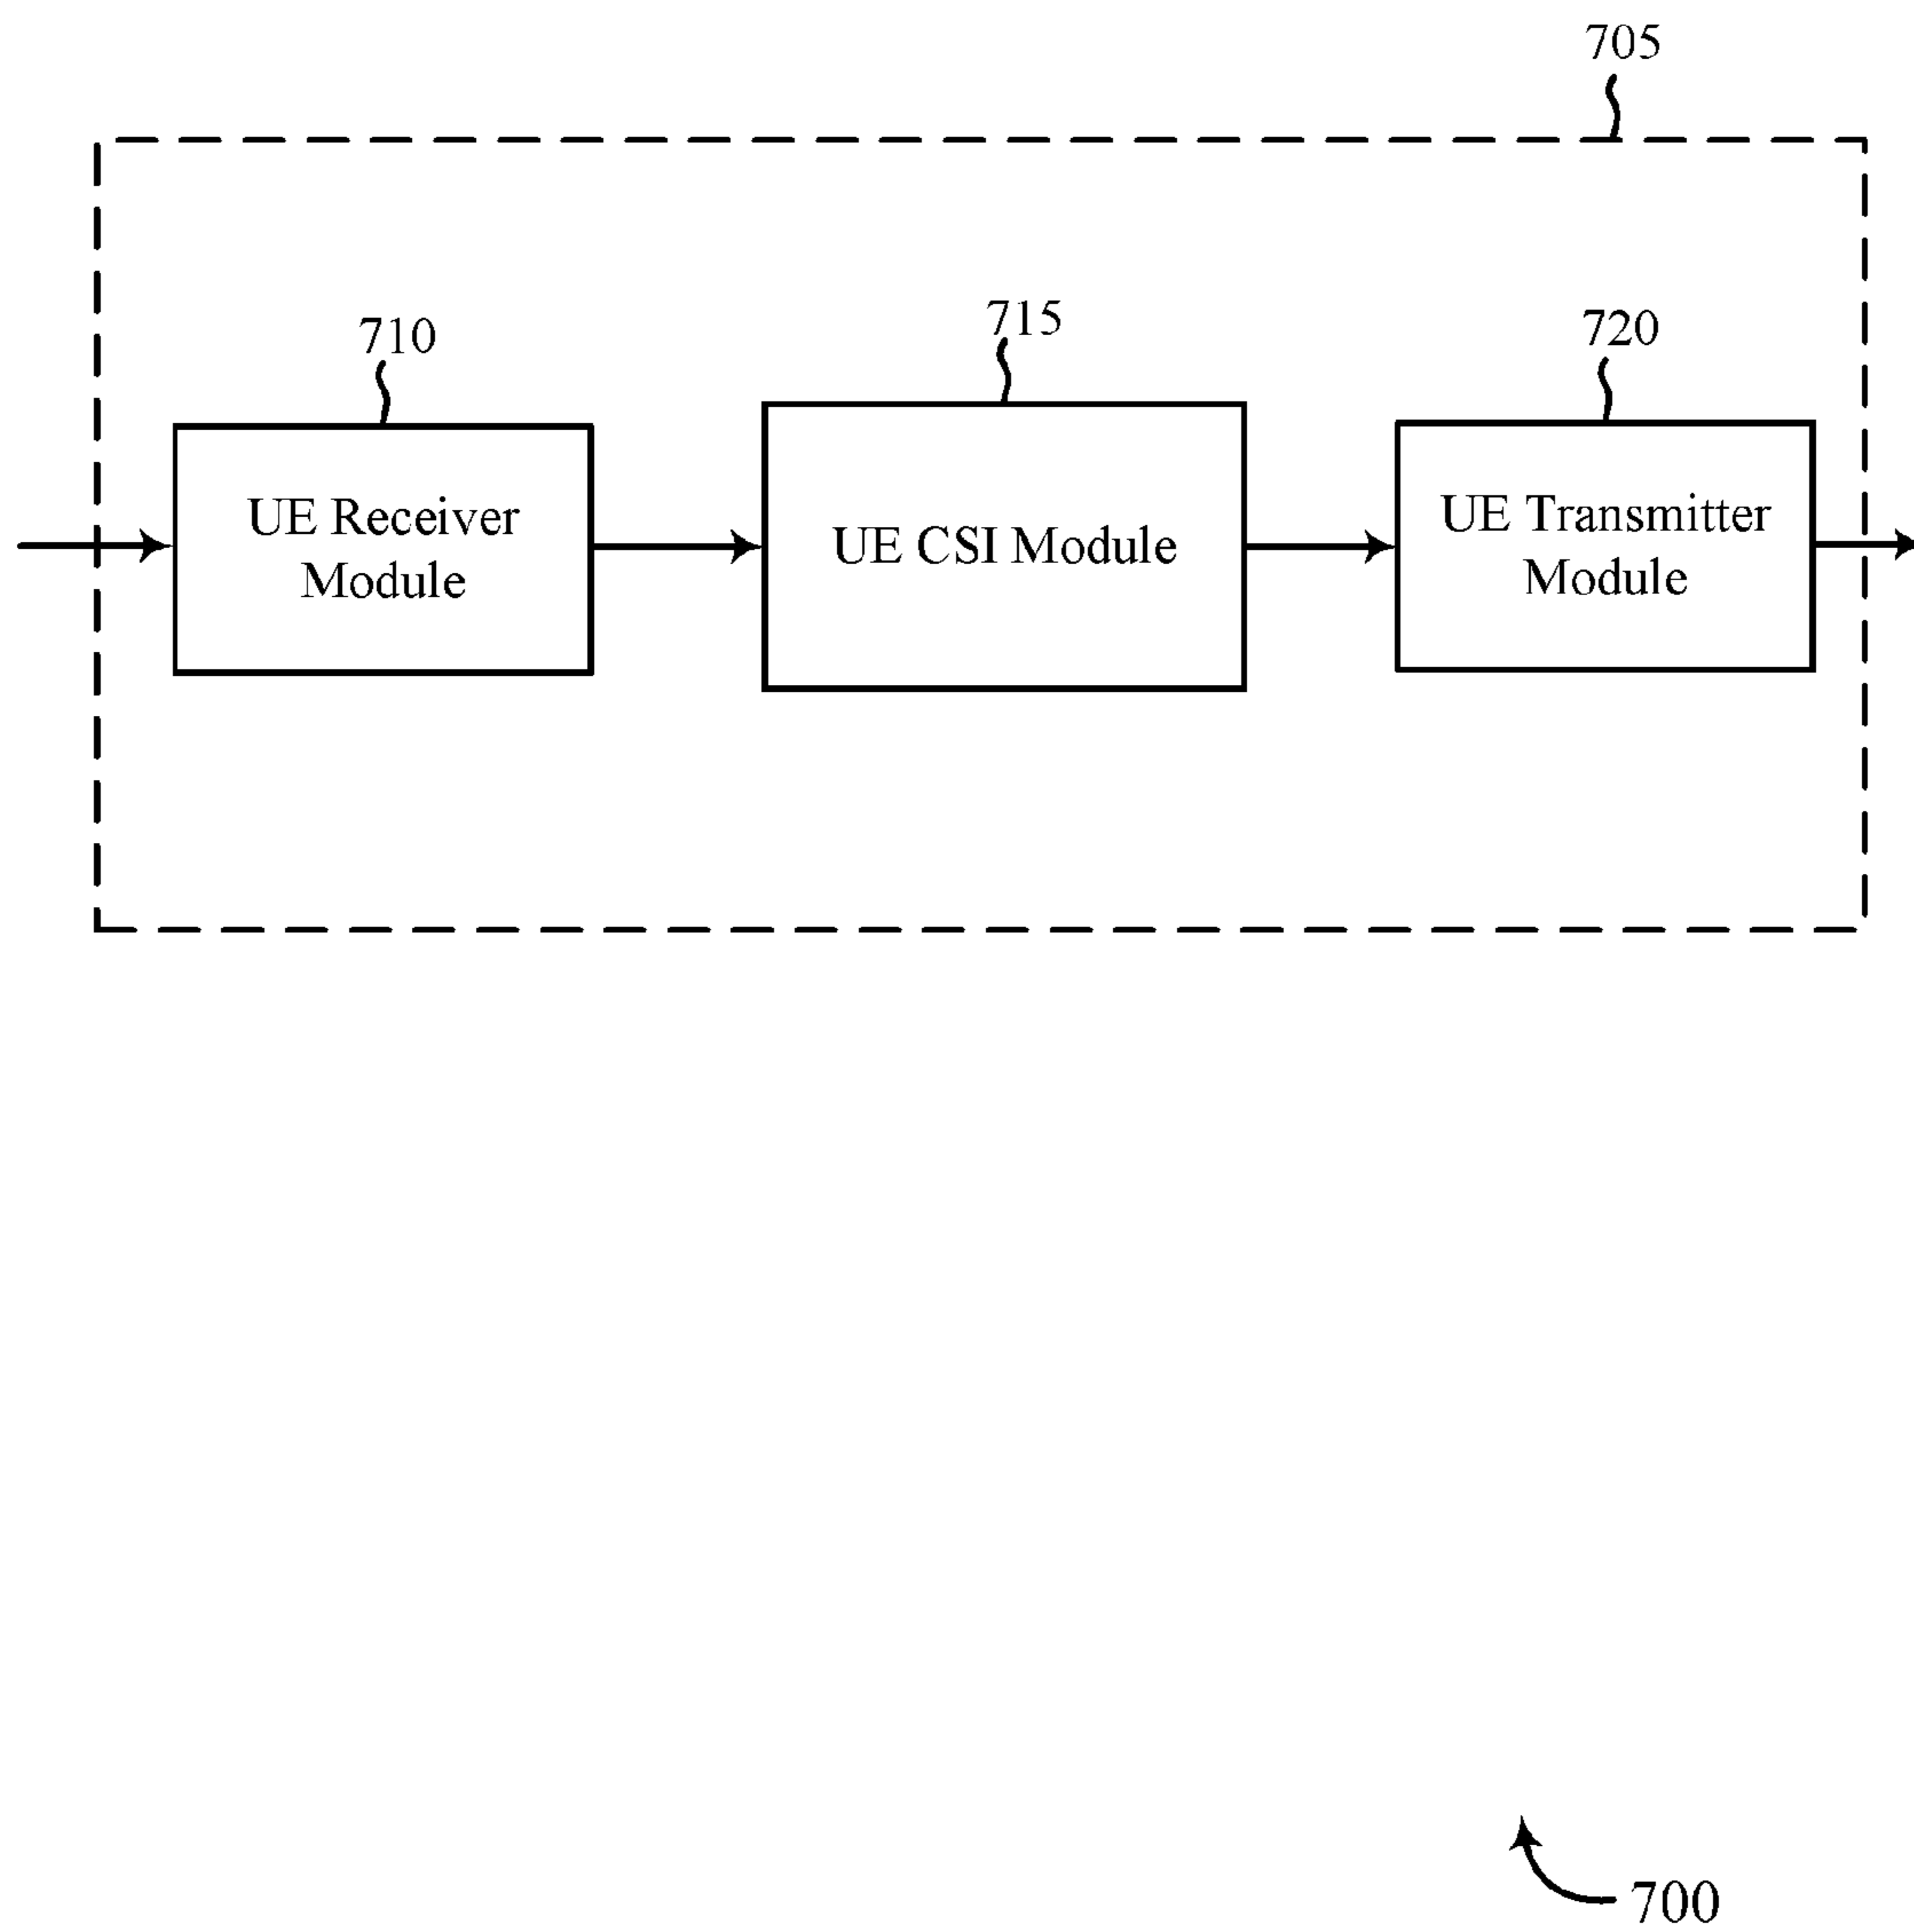 705
710
715
720
UE Receiver
Module
UE CSI Module
UE Transmitter
Module
700